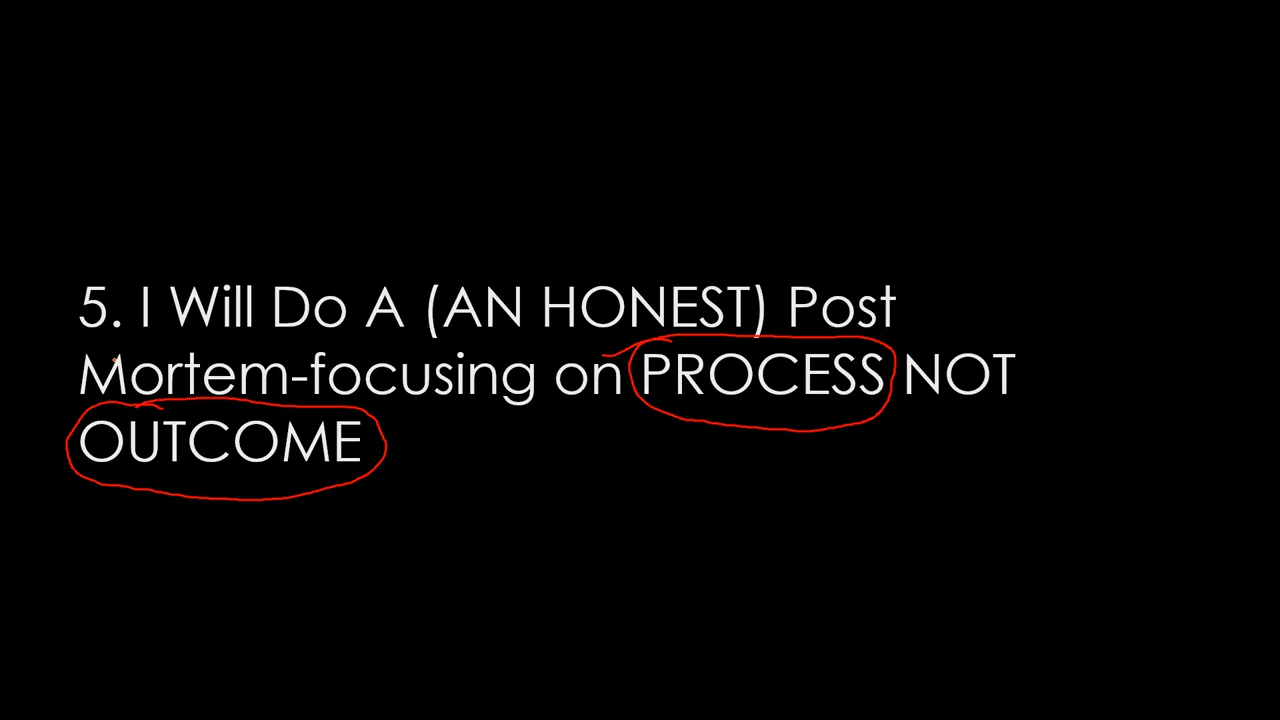 5. I Will Do A (AN HONEST) Post
Mortem-focusing on PROCESS NOT
OUTCOME